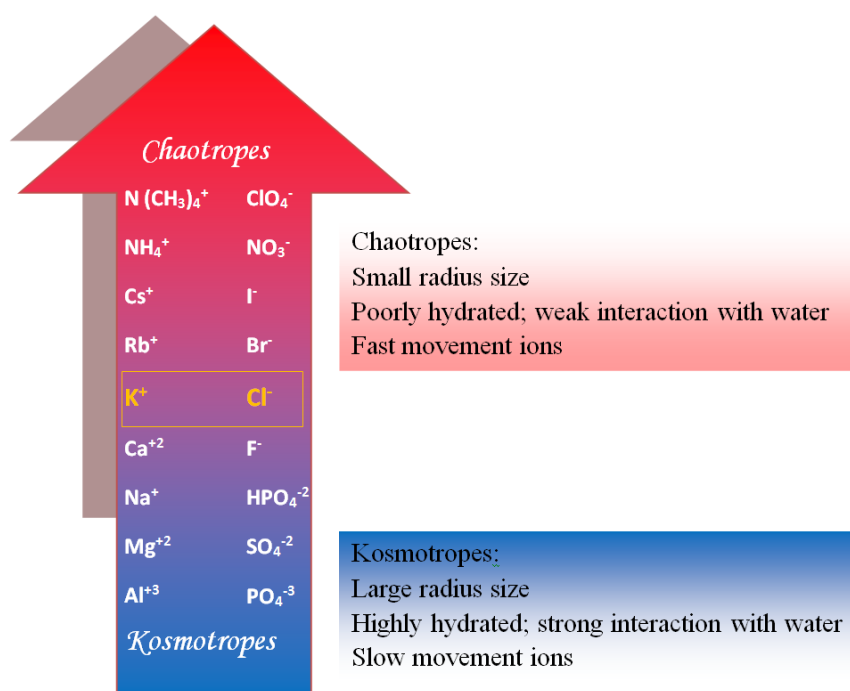 Chaotropes
N (CH₃)₄⁺ ClO₄⁻
NH₄⁺ NO₃⁻
Cs⁺ I⁻
Rb⁺ Br⁻
K⁺ Cl⁻
Ca⁺² F⁻
Na⁺ HPO₄⁻²
Mg⁺² SO₄⁻²
Al⁺³ PO₄⁻³
Kosmotropes
Chaotropes:
Small radius size
Poorly hydrated; weak interaction with water
Fast movement ions
Kosmotropes:
Large radius size
Highly hydrated; strong interaction with water
Slow movement ions